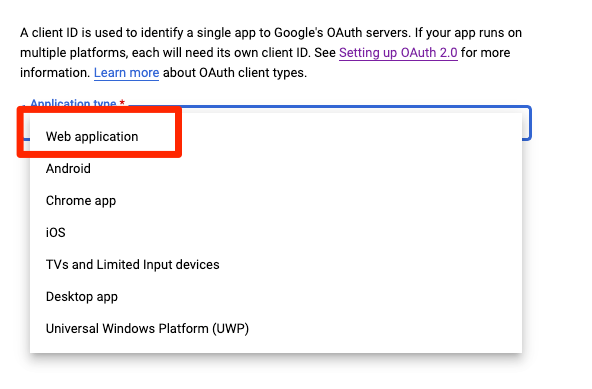 A client ID is used to identify a single app to Google's OAuth servers. If your app runs on
multiple platforms, each will need its own client ID. See Setting up OAuth 2.0 for more
information. Learn more about OAuth client types.
Application type *
Web application
Android
Chrome app
iOS
TVs and Limited Input devices
Desktop app
Universal Windows Platform (UWP)